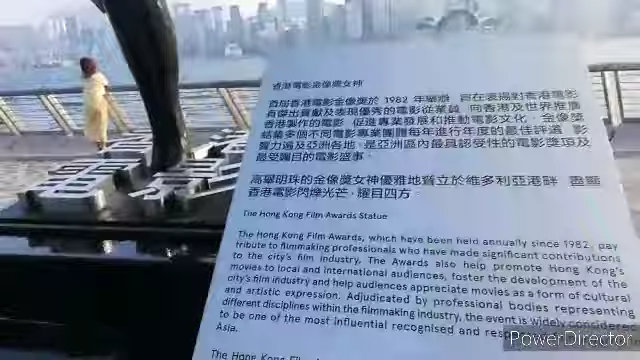 香港電影金像獎女神
首屆香港電影金像獎於 1982 年舉辦 旨在表揚對香港電影
有傑出貢獻及表現優秀的電影從業員 向香港及世界推廣
香港製作的電影 促進專業發展和推動電影文化 金像獎
結集多個不同電影專業團體每年進行年度的最佳評選 影
響力遍及亞洲各地，是亞洲區內最具認受性的電影獎項及
最受矚目的電影盛事．
高舉明珠的金像獎女神優雅地聳立於維多利亞港畔 盡顯
香港電影閃爍光芒，耀目四方．
The Hong Kong Film Awards Statue
The Hong Kong Film Awards, which have been held annually since 1982, pay
tribute to filmmaking professionals who have made significant contributions
to the city's film industry. The Awards also help promote Hong Kong's
movies to local and international audiences, foster the development of the
city's film industry and help audiences appreciate movies as a form of cultural
and artistic expression. Adjudicated by professional bodies representing
different disciplines within the filmmaking industry, the event is widely considered
to be one of the most influential recognised and
Asia.
The Hong Kong Film
PowerDirector